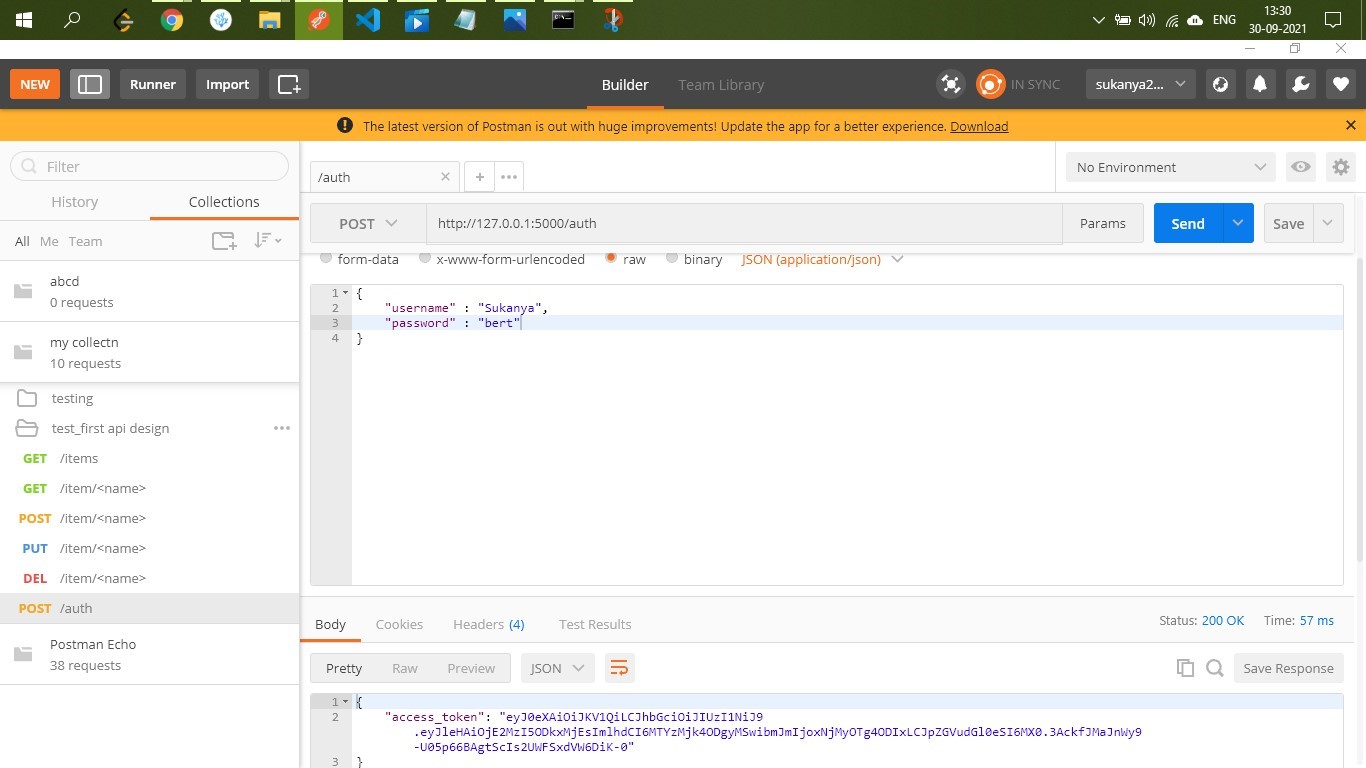 ENG
13:30
30-09-2021
NEW
Runner
Import
Builder
Team Library
IN SYNC
sukanya2...
The latest version of Postman is out with huge improvements! Update the app for a better experience. Download
Filter
History
Collections
All Me Team
abcd
0 requests
my collectn
10 requests
testing
test_first api design
GET /items
GET /item/<name>
POST /item/<name>
PUT /item/<name>
DEL /item/<name>
POST /auth
Postman Echo
38 requests
/auth
No Environment
POST
http://127.0.0.1:5000/auth
Params
Send
Save
form-data
x-www-form-urlencoded
raw
binary
JSON (application/json)
1 {
2 "username" : "Sukanya",
3 "password" : "bert"
4 }
Body
Cookies
Headers (4)
Test Results
Status: 200 OK
Time: 57 ms
Pretty
Raw
Preview
JSON
Save Response
1 {
2 "access_token": "eyJ0eXAiOiJKV1QiLCJhbGciOiJIUzI1NiJ9
.eyJleHAiOjE2MzI5ODkxMjEsImlhdCI6MTYzMjk4ODgyMSwibmJmIjoxNjMyOTg4ODIxLCJpZGVudGl0eSI6MX0.3AckfJMaJnWy9
-U05p66BAgtScIs2UWFSxdVW6DiK-0"
3 }